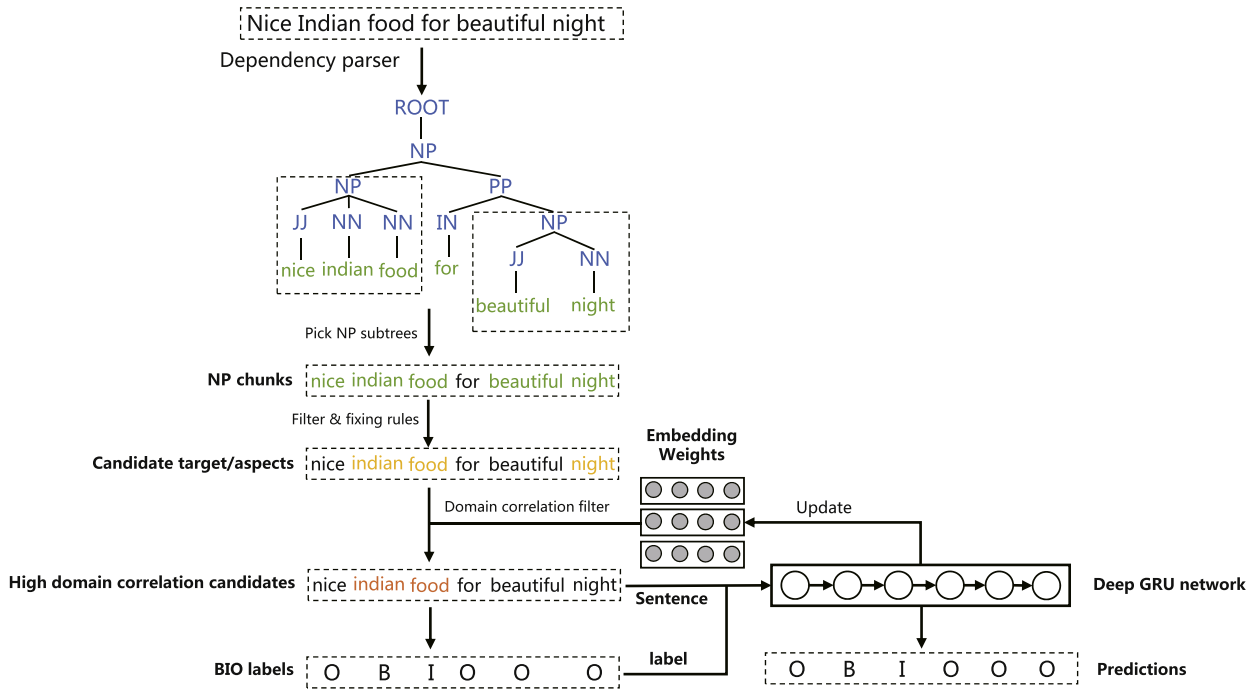 Nice Indian food for beautiful night
Dependency parser
ROOT
NP
NP PP
JJ NN NN IN NP
nice indian food for JJ NN
beautiful night
Pick NP subtrees
NP chunks nice indian food for beautiful night
Filter & fixing rules
Candidate target/aspects nice indian food for beautiful night
Embedding
Weights
Domain correlation filter
Update
High domain correlation candidates nice indian food for beautiful night
Sentence
Deep GRU network
BIO labels O B I O O O
label
O B I O O O Predictions